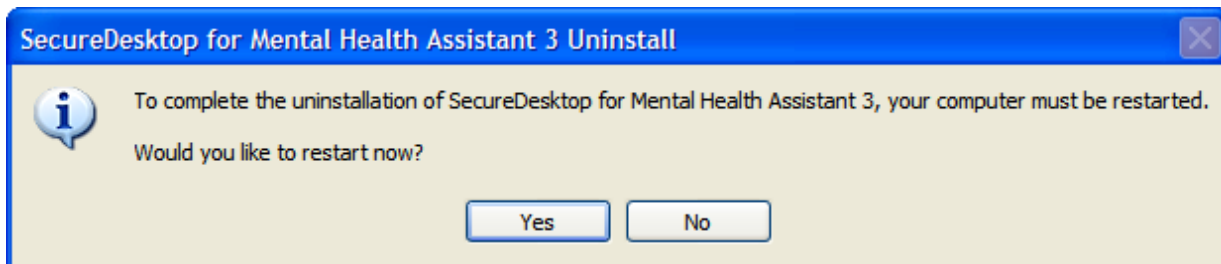 SecureDesktop for Mental Health Assistant 3 Uninstall
To complete the uninstallation of SecureDesktop for Mental Health Assistant 3, your computer must be restarted.
Would you like to restart now?
Yes No